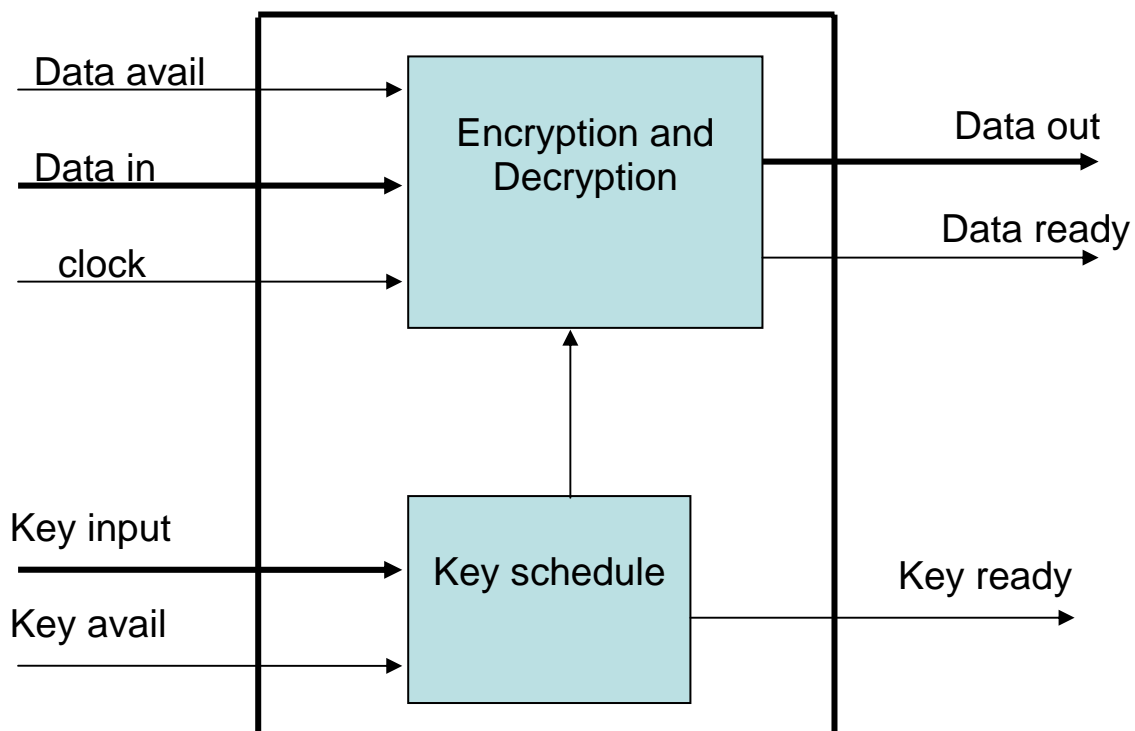 Data avail
Data in
clock
Encryption and
Decryption
Data out
Data ready
Key input
Key avail
Key schedule
Key ready